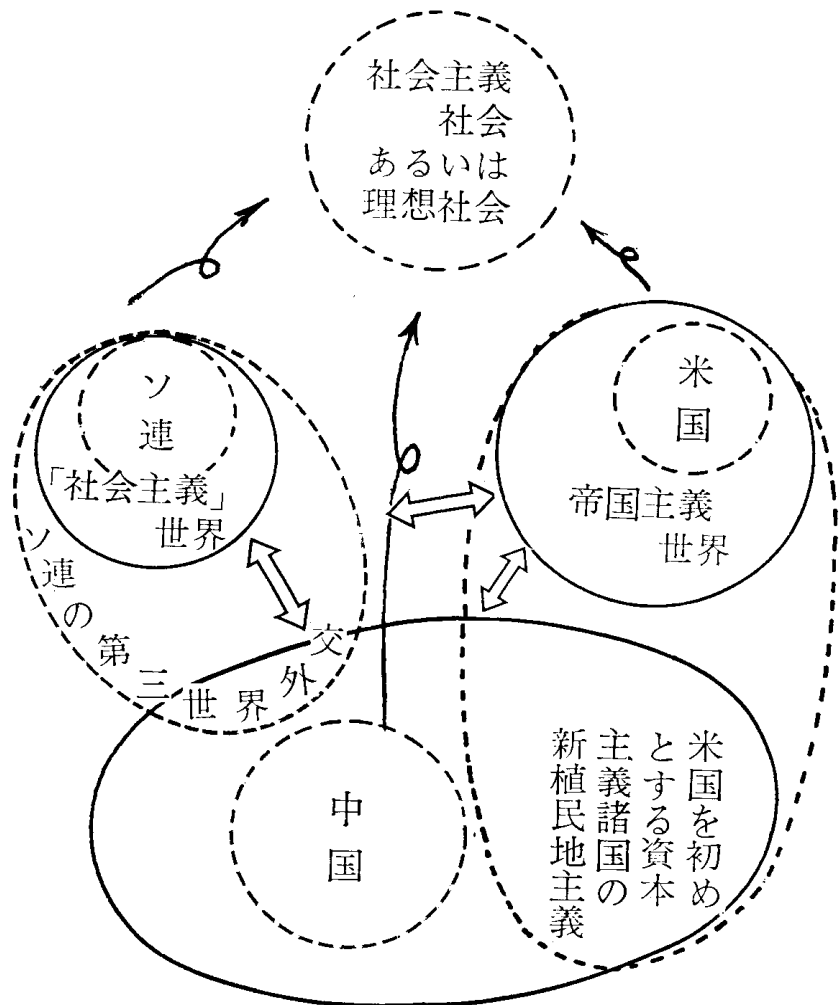 社会主義
社会
あるいは
理想社会
ソ連
「社会主義」
世界
ソ連の第三世界外交
米国
帝国主義
世界
中国
米国を初め
とする資本
主義諸国の
新植民地主義